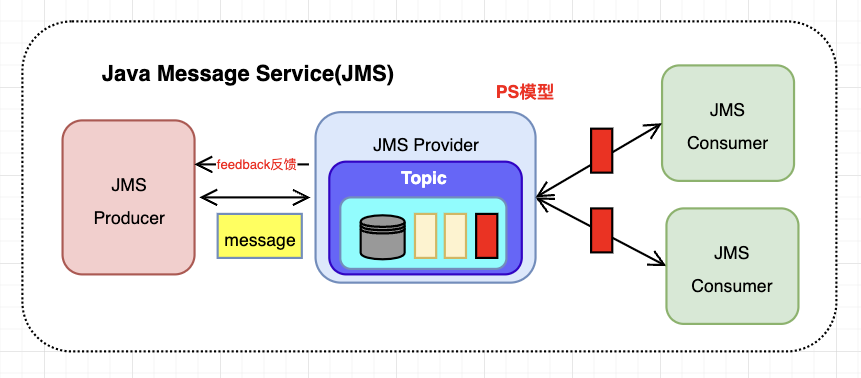 Java Message Service(JMS)
PS模型
JMS
Producer
feedback反馈
message
JMS Provider
Topic
JMS
Consumer
JMS
Consumer